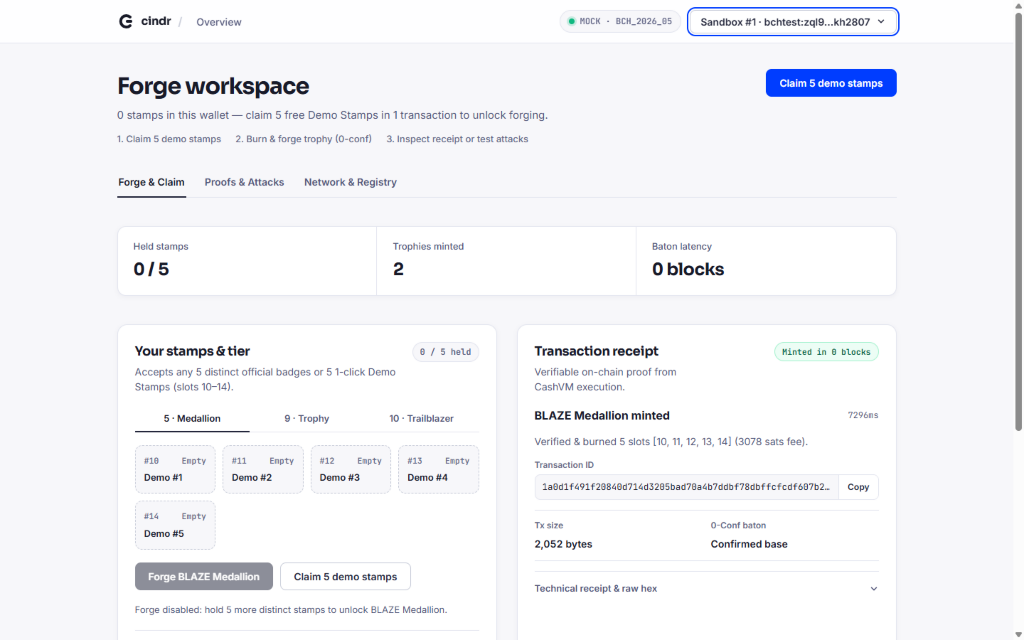 cindr / Overview
MOCK · BCH_2026_05
Sandbox #1 · bchtest:zql9...kh2807
Forge workspace
Claim 5 demo stamps
0 stamps in this wallet — claim 5 free Demo Stamps in 1 transaction to unlock forging.
1. Claim 5 demo stamps 2. Burn & forge trophy (0-conf) 3. Inspect receipt or test attacks
Forge & Claim Proofs & Attacks Network & Registry
Held stamps
0 / 5
Trophies minted
2
Baton latency
0 blocks
Your stamps & tier
0 / 5 held
Accepts any 5 distinct official badges or 5 1-click Demo
Stamps (slots 10–14).
5 · Medallion 9 · Trophy 10 · Trailblazer
#10 Empty
Demo #1
#11 Empty
Demo #2
#12 Empty
Demo #3
#13 Empty
Demo #4
#14 Empty
Demo #5
Forge BLAZE Medallion
Claim 5 demo stamps
Forge disabled: hold 5 more distinct stamps to unlock BLAZE Medallion.
Transaction receipt
Minted in 0 blocks
Verifiable on-chain proof from
CashVM execution.
BLAZE Medallion minted
7296ms
Verified & burned 5 slots [10, 11, 12, 13, 14] (3078 sats fee).
Transaction ID
1a0d1f491f20840d714d3205bad70a4b7ddbf78dbffcfcdf607b2…
Copy
Tx size
2,052 bytes
0-Conf baton
Confirmed base
Technical receipt & raw hex